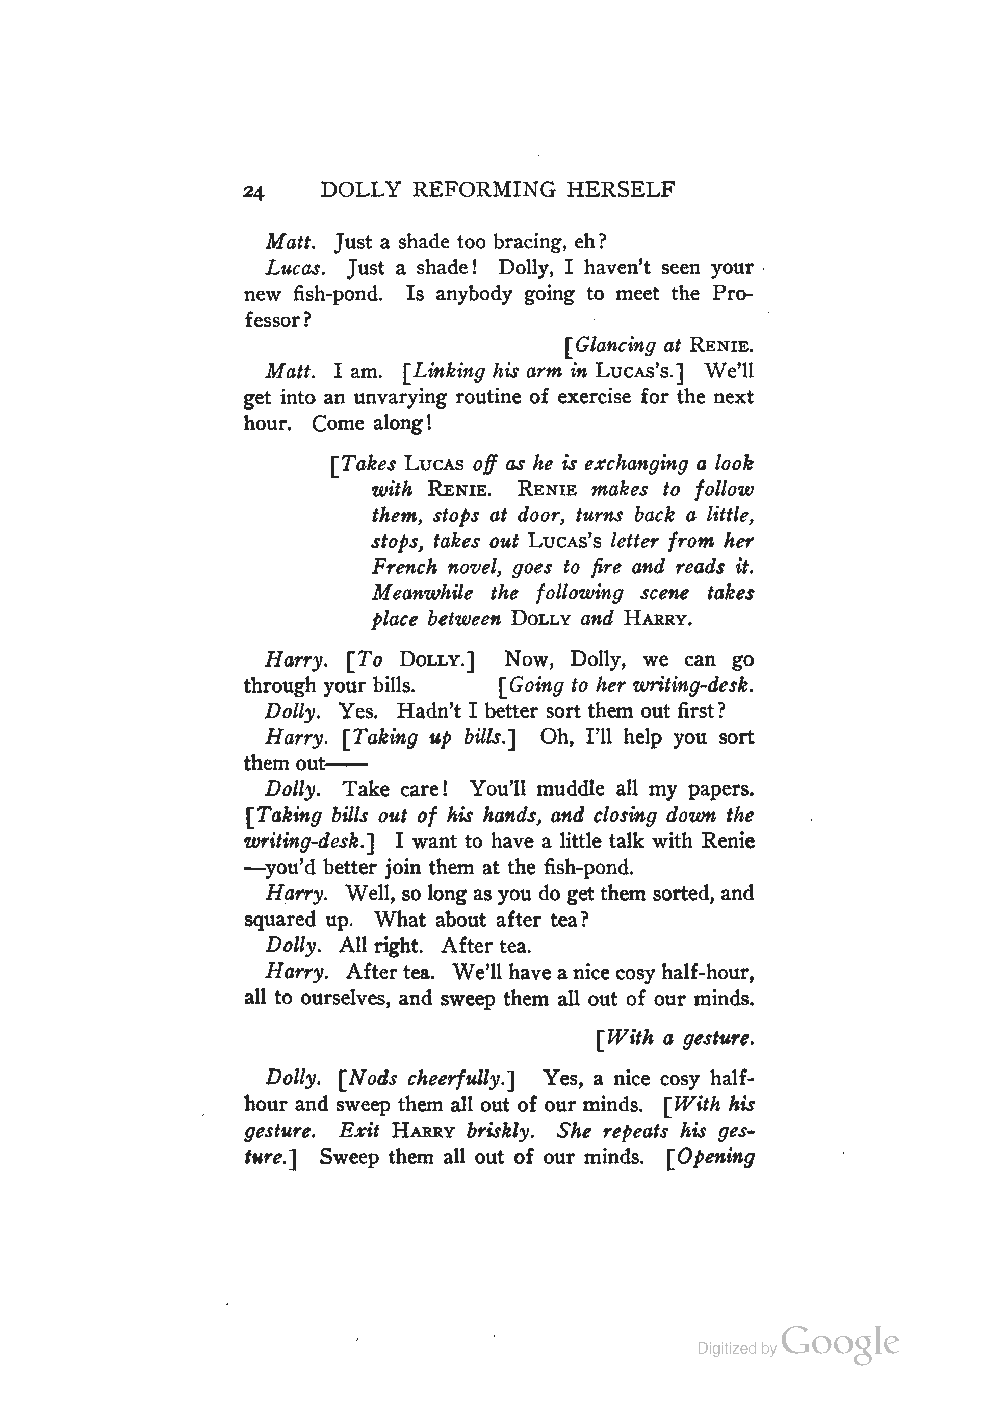 24 DOLLY REFORMING HERSELF
Matt. Just a shade too bracing, eh?
Lucas. Just a shade! Dolly, I haven't seen your
new fish-pond. Is anybody going to meet the Pro-
fessor?
[Glancing at RENIE.
Matt. I am. [Linking his arm in LUCAS'S.] We'll
get into an unvarying routine of exercise for the next
hour. Come along!
[Takes LUCAS off as he is exchanging a look
with RENIE. RENIE makes to follow
them, stops at door, turns back a little,
stops, takes out LUCAS'S letter from her
French novel, goes to fire and reads it.
Meanwhile the following scene takes
place between DOLLY and HARRY.
Harry. [To DOLLY.] Now, Dolly, we can go
through your bills. [Going to her writing-desk.
Dolly. Yes. Hadn't I better sort them out first?
Harry. [Taking up bills.] Oh, I'll help you sort
them out——
Dolly. Take care! You'll muddle all my papers.
[Taking bills out of his hands, and closing down the
writing-desk.] I want to have a little talk with Renie
—you'd better join them at the fish-pond.
Harry. Well, so long as you do get them sorted, and
squared up. What about after tea?
Dolly. All right. After tea.
Harry. After tea. We'll have a nice cosy half-hour,
all to ourselves, and sweep them all out of our minds.
[With a gesture.
Dolly. [Nods cheerfully.] Yes, a nice cosy half-
hour and sweep them all out of our minds. [With his
gesture. Exit HARRY briskly. She repeats his ges-
ture.] Sweep them all out of our minds. [Opening
Digitized by Google